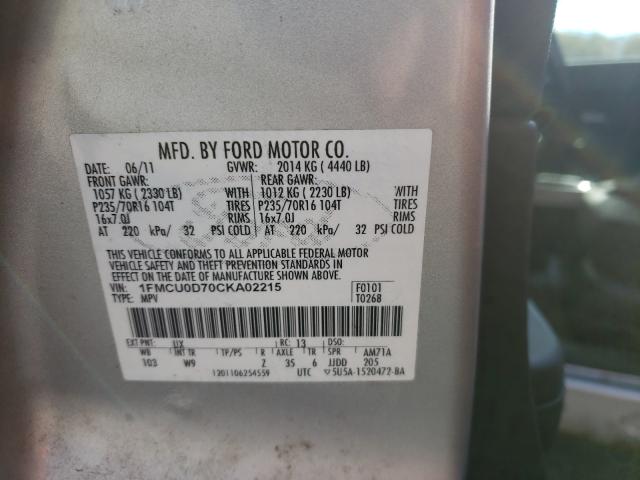 MFD. BY FORD MOTOR CO.
DATE: 06/11 GVWR: 2014 KG ( 4440 LB)
FRONT GAWR: REAR GAWR:
1057 KG ( 2330 LB) WITH 1012 KG ( 2230 LB) WITH
P235/70R16 104T TIRES P235/70R16 104T TIRES
16x7.0J RIMS 16x7.0J RIMS
AT 220 kPa/ 32 PSI COLD AT 220 kPa/ 32 PSI COLD
THIS VEHICLE CONFORMS TO ALL APPLICABLE FEDERAL MOTOR
VEHICLE SAFETY AND THEFT PREVENTION STANDARDS IN
EFFECT ON THE DATE OF MANUFACTURE SHOWN ABOVE.
VIN: 1FMCU0D70CKA02215 F0101
TYPE: MPV T0268
EXT PNT: UX RC: 13 DSO:
WB INT TR TP/PS R AXLE TR SPR AM71A
103 W9 2 35 6 JJDD 205
1201106254559 UTC 5U5A-1520472-BA